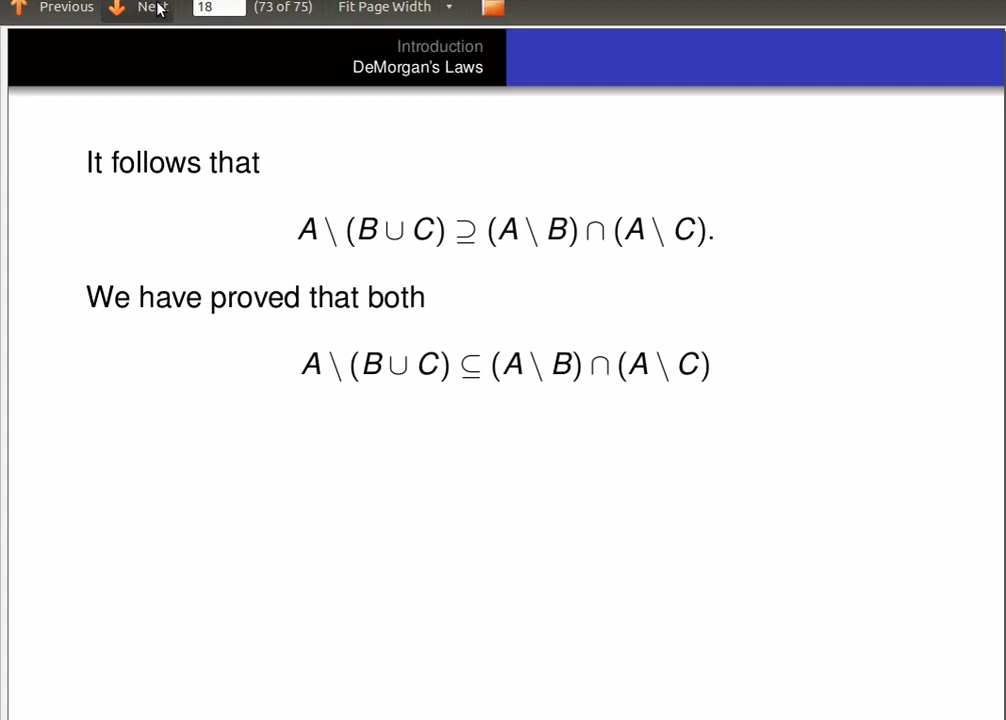 Previous Next 18 (73 of 75) Fit Page Width
Introduction
DeMorgan's Laws
It follows that
A \ (B ∪ C) ⊇ (A \ B) ∩ (A \ C).
We have proved that both
A \ (B ∪ C) ⊆ (A \ B) ∩ (A \ C)